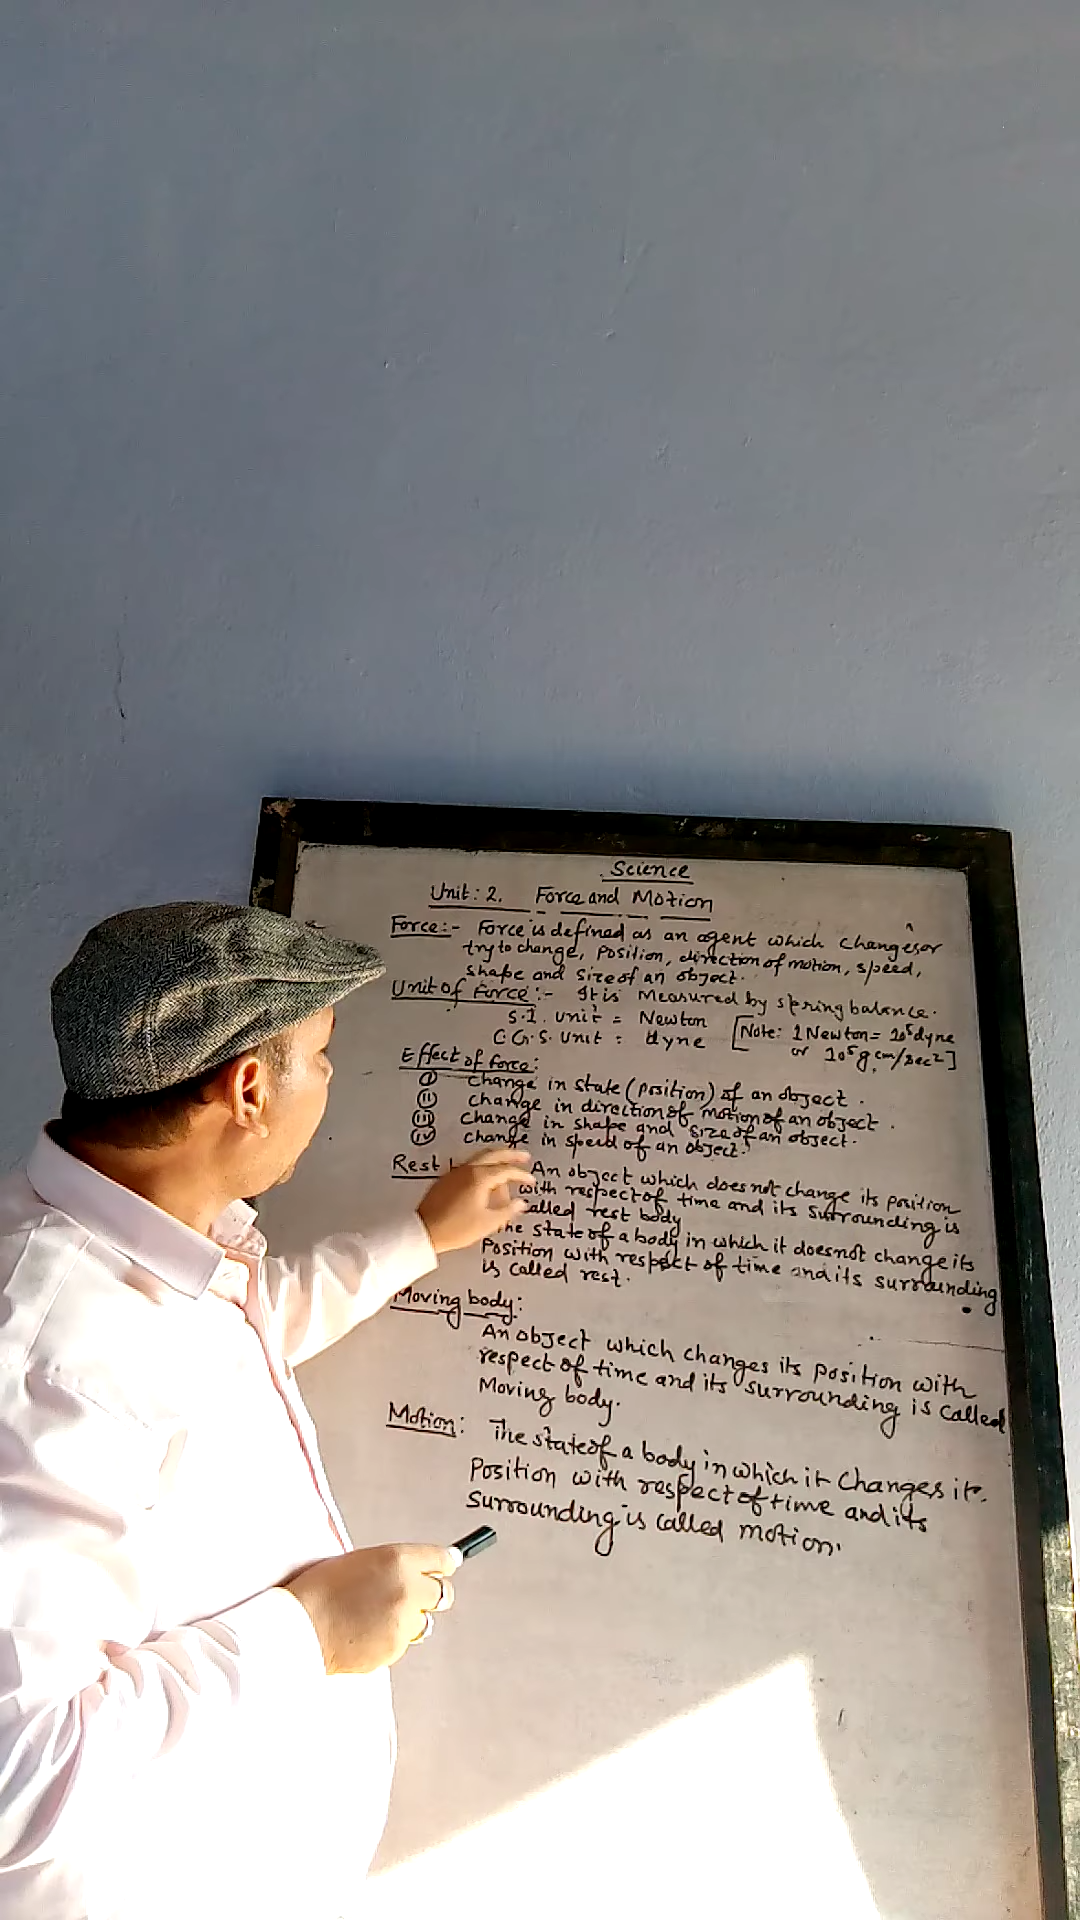 Science
Unit: 2. Force and Motion
Force:- Force is defined as an agent which changes or
try to change, position, direction of motion, speed,
shape and size of an object.
Unit of Force:- It is Measured by spring balance.
S.I. unit = Newton [Note: 1 Newton = 10⁵ dyne
C.G.S. unit = dyne or 10⁵ g cm/sec²]
Effect of force:
(i) change in state (position) of an object.
(ii) change in direction of motion of an object.
(iii) change in shape and size of an object.
(iv) change in speed of an object.
Rest An object which does not change its position
with respect of time and its surrounding is
called rest body
The state of a body in which it doesnot change its
Position with respect of time and its surrounding
is called rest.
Moving body:
An object which changes its position with
respect of time and its surrounding is called
Moving body.
Motion: The state of a body in which it changes it.
Position with respect of time and its
surrounding is called motion.